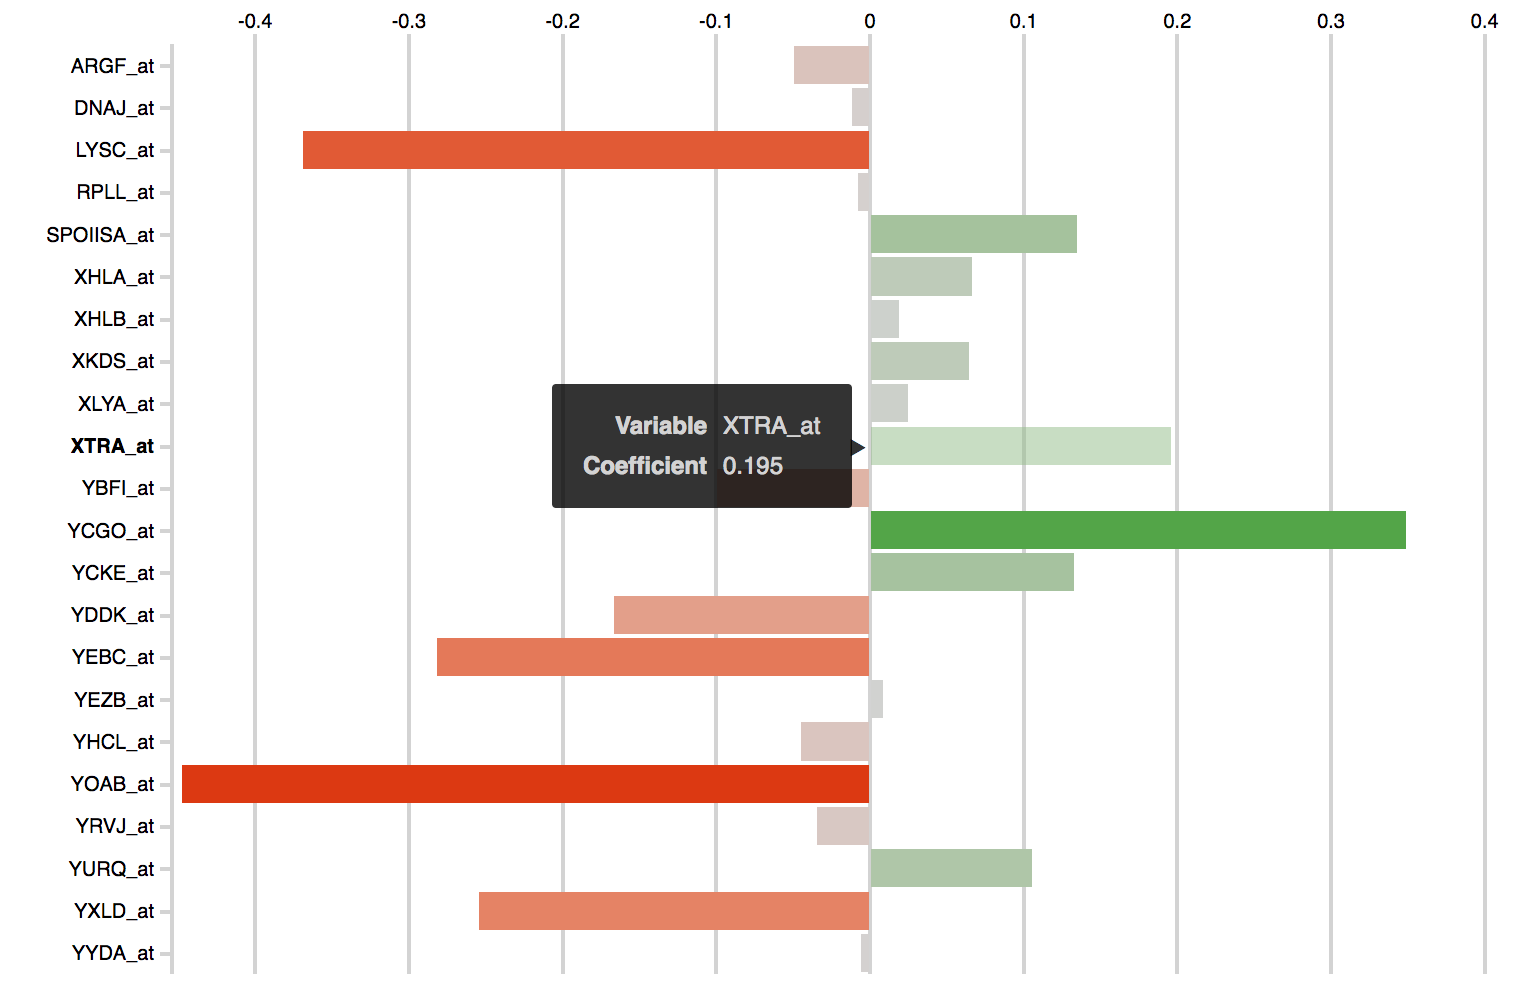 -0.4 -0.3 -0.2 -0.1 0 0.1 0.2 0.3 0.4
ARGF_at
DNAJ_at
LYSC_at
RPLL_at
SPOIISA_at
XHLA_at
XHLB_at
XKDS_at
XLYA_at
XTRA_at
Variable XTRA_at
Coefficient 0.195
YBFI_at
YCGO_at
YCKE_at
YDDK_at
YEBC_at
YEZB_at
YHCL_at
YOAB_at
YRVJ_at
YURQ_at
YXLD_at
YYDA_at